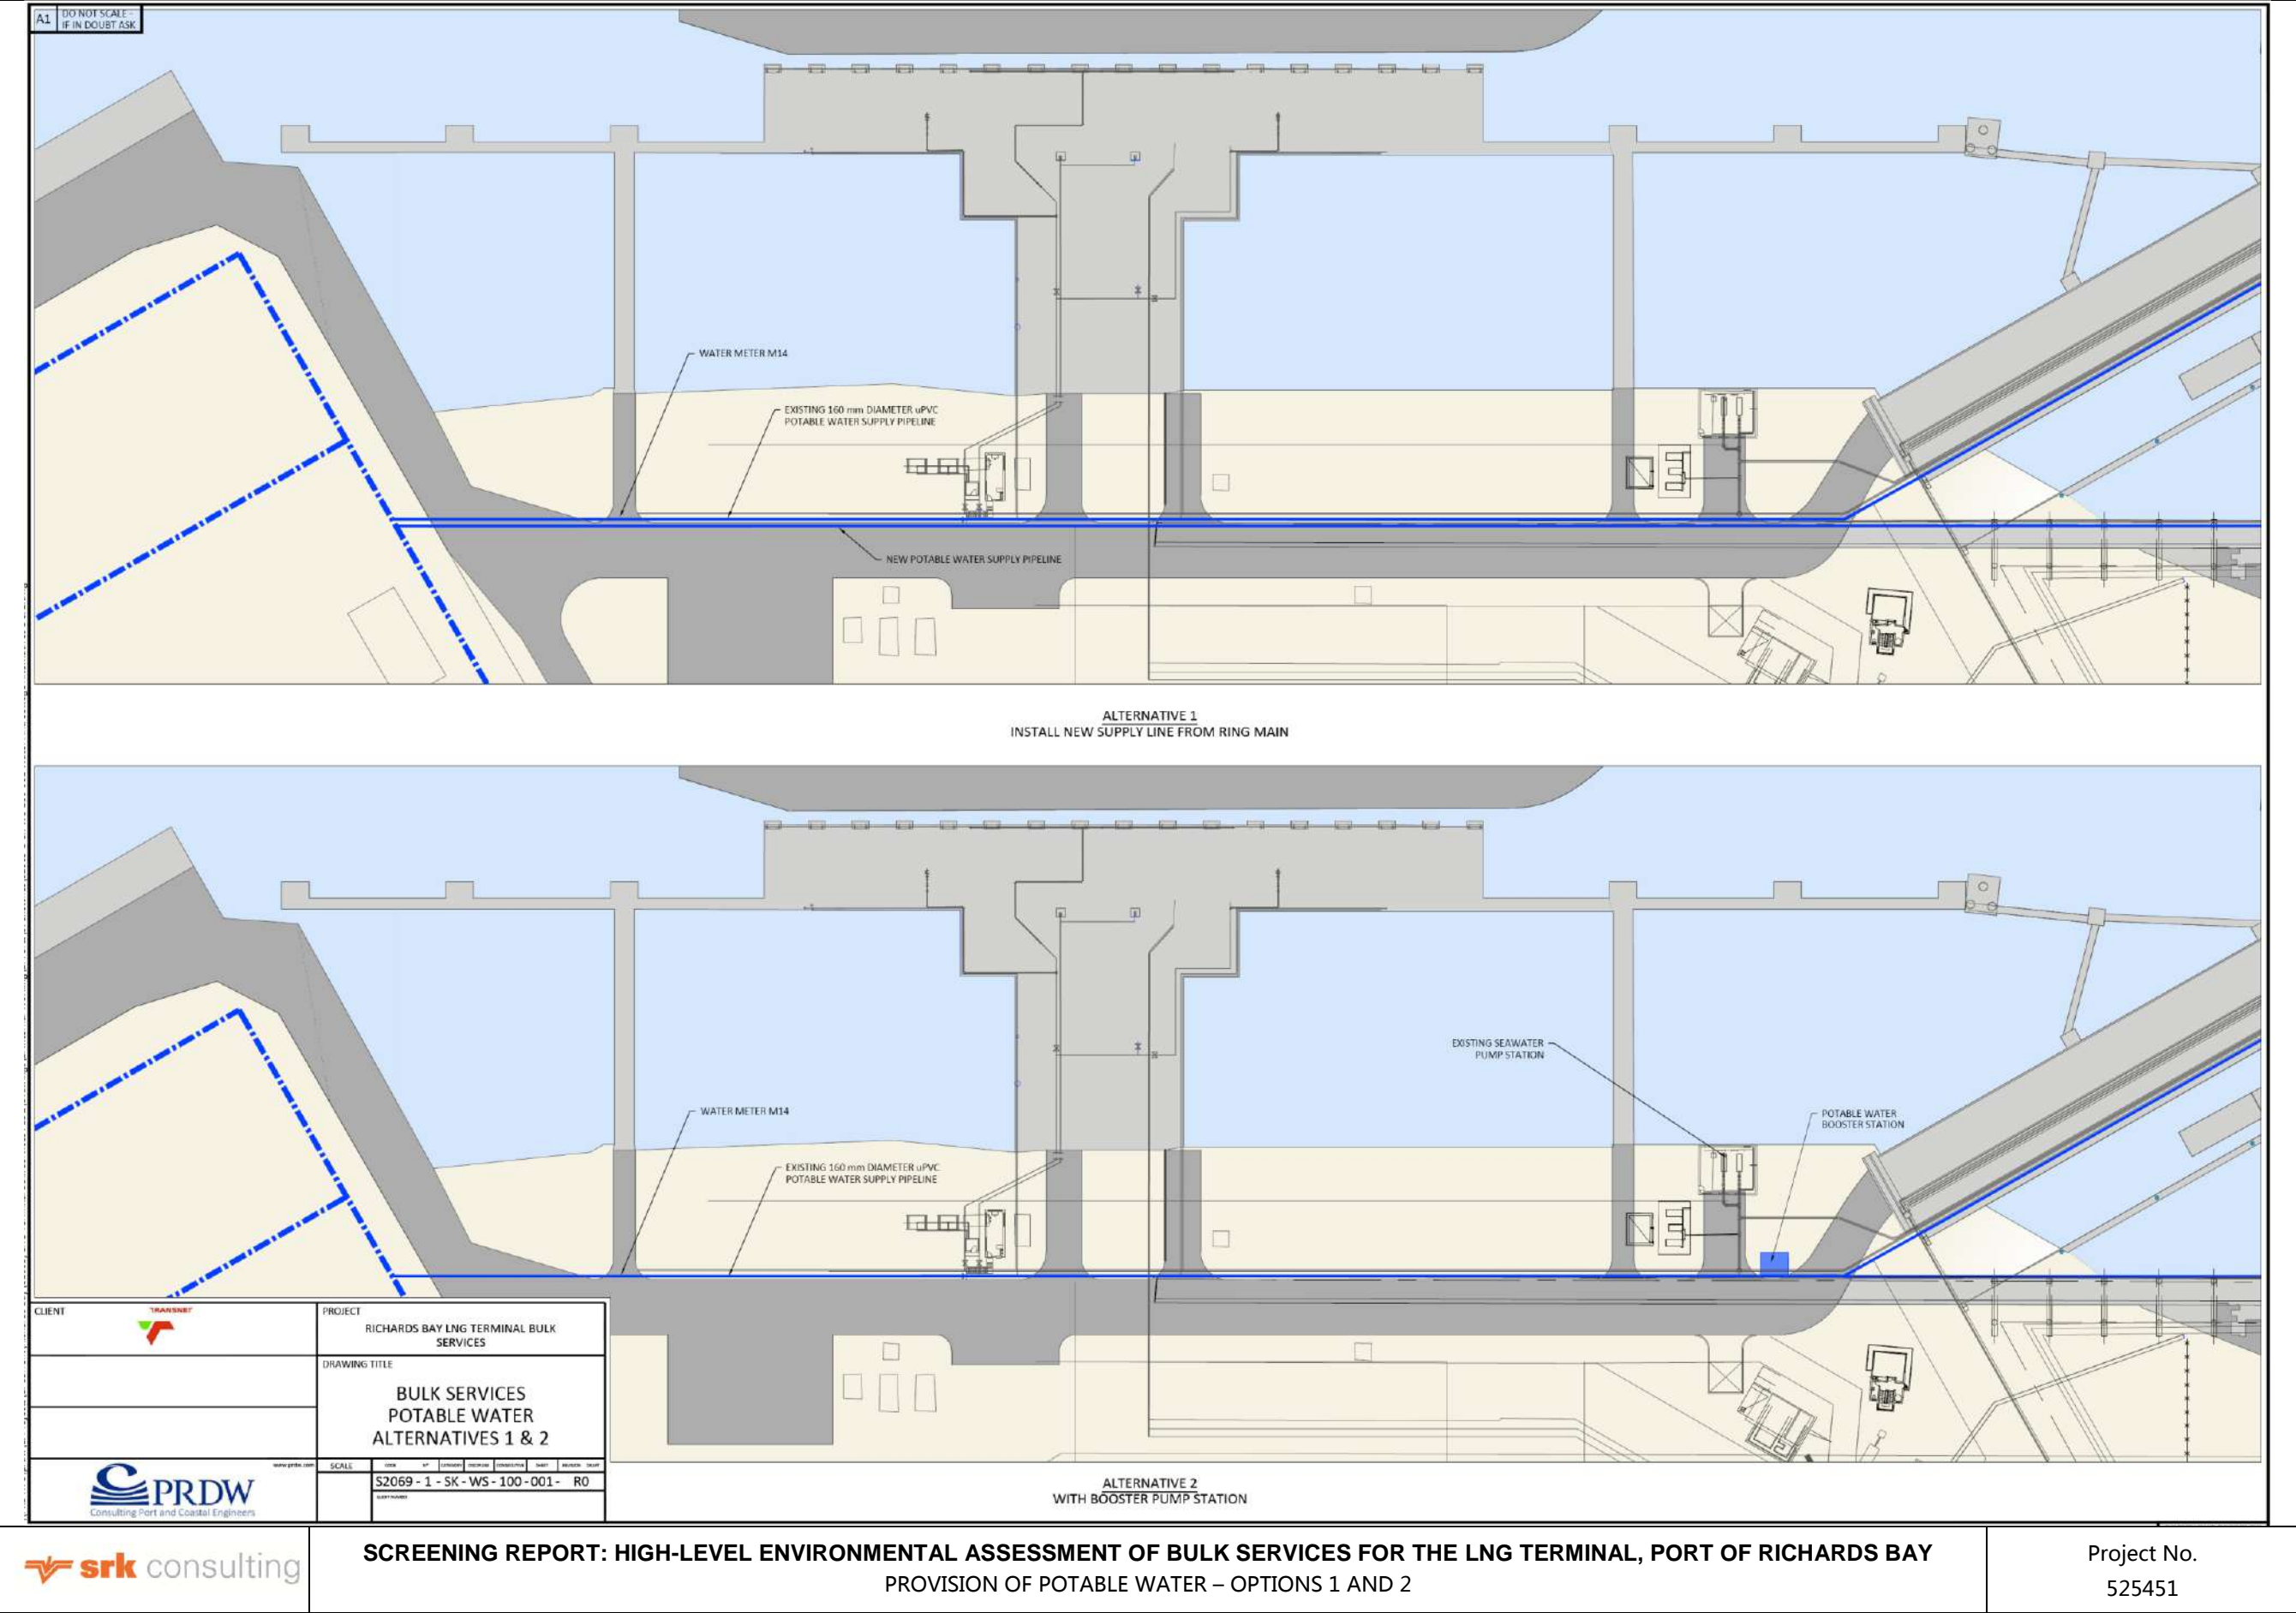 A1
DO NOT SCALE -
IF IN DOUBT ASK
WATER METER M14
EXISTING 160 mm DIAMETER uPVC
POTABLE WATER SUPPLY PIPELINE
NEW POTABLE WATER SUPPLY PIPELINE
ALTERNATIVE 1
INSTALL NEW SUPPLY LINE FROM RING MAIN
EXISTING SEAWATER
PUMP STATION
POTABLE WATER
BOOSTER STATION
WATER METER M14
EXISTING 160 mm DIAMETER uPVC
POTABLE WATER SUPPLY PIPELINE
CLIENT
TRANSNET
PROJECT
RICHARDS BAY LNG TERMINAL BULK
SERVICES
DRAWING TITLE
BULK SERVICES
POTABLE WATER
ALTERNATIVES 1 & 2
www.prdw.com
SCALE
S2069 - 1 - SK - WS - 100 - 001 - R0
PRDW
Consulting Port and Coastal Engineers
ALTERNATIVE 2
WITH BOOSTER PUMP STATION
srk consulting
SCREENING REPORT: HIGH-LEVEL ENVIRONMENTAL ASSESSMENT OF BULK SERVICES FOR THE LNG TERMINAL, PORT OF RICHARDS BAY
PROVISION OF POTABLE WATER – OPTIONS 1 AND 2
Project No.
525451